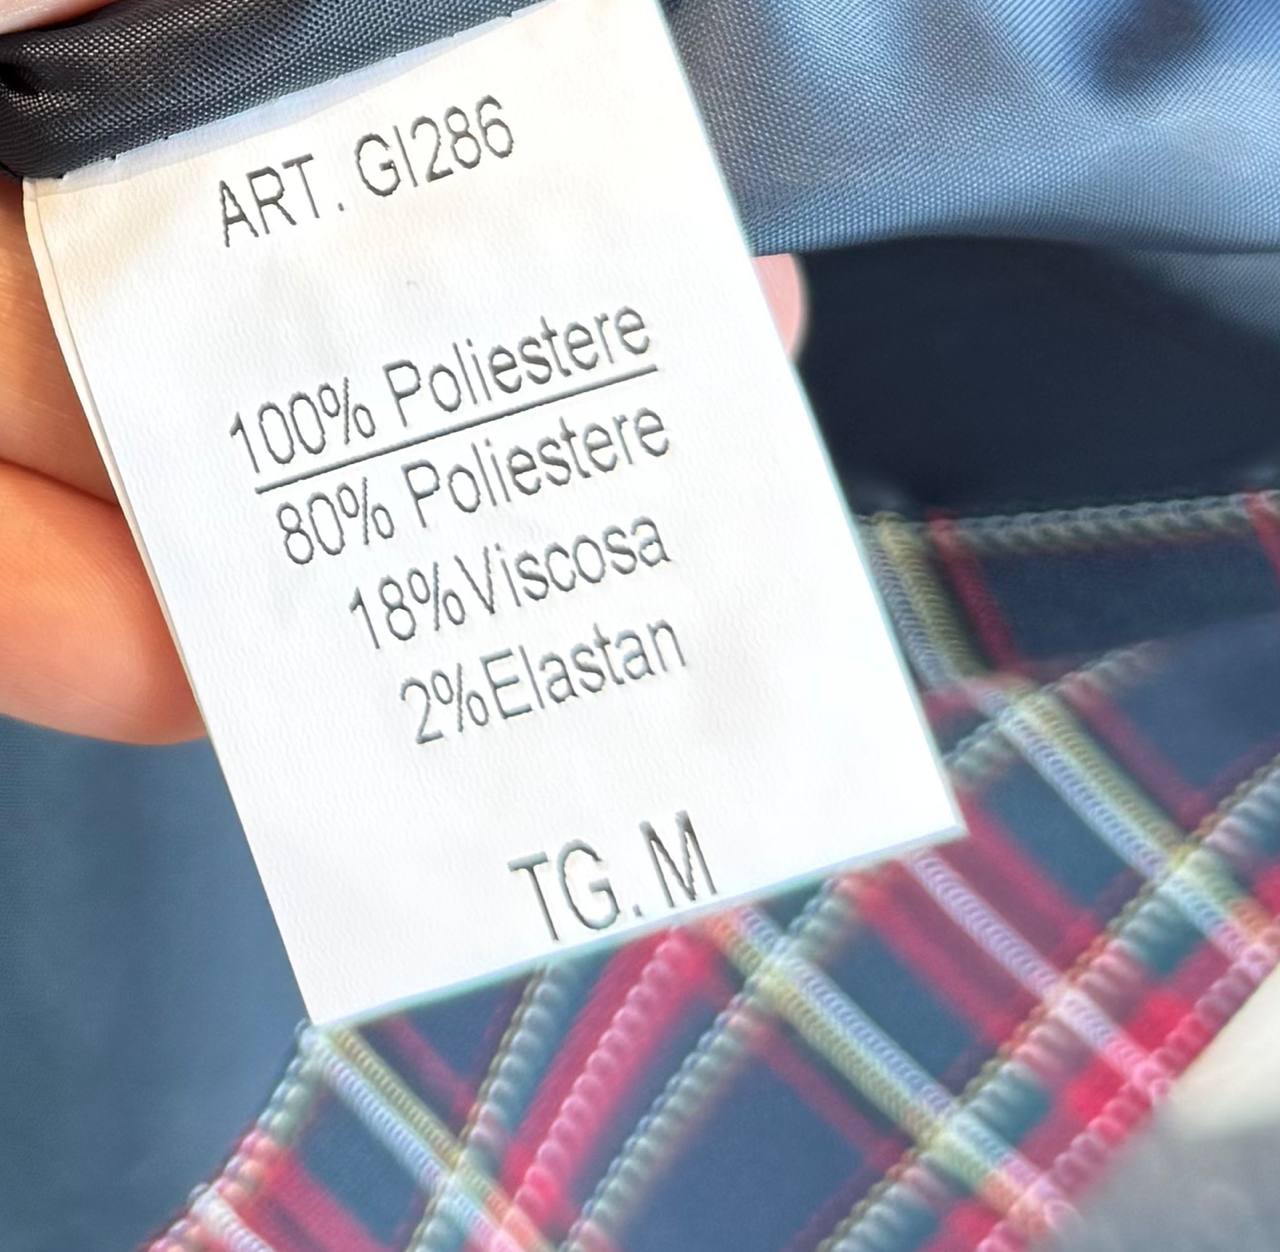 ART. GI286
100% Poliestere
80% Poliestere
18%Viscosa
2%Elastan
TG. M